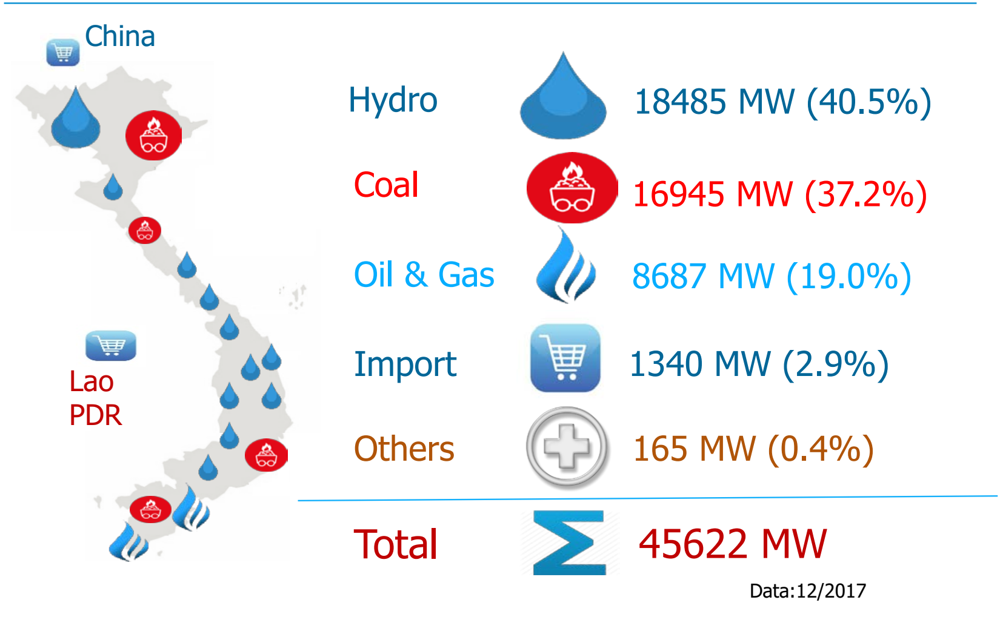 China
Hydro 18485 MW (40.5%)
Coal 16945 MW (37.2%)
Oil & Gas 8687 MW (19.0%)
Import 1340 MW (2.9%)
Lao
PDR
Others 165 MW (0.4%)
Total 45622 MW
Data:12/2017